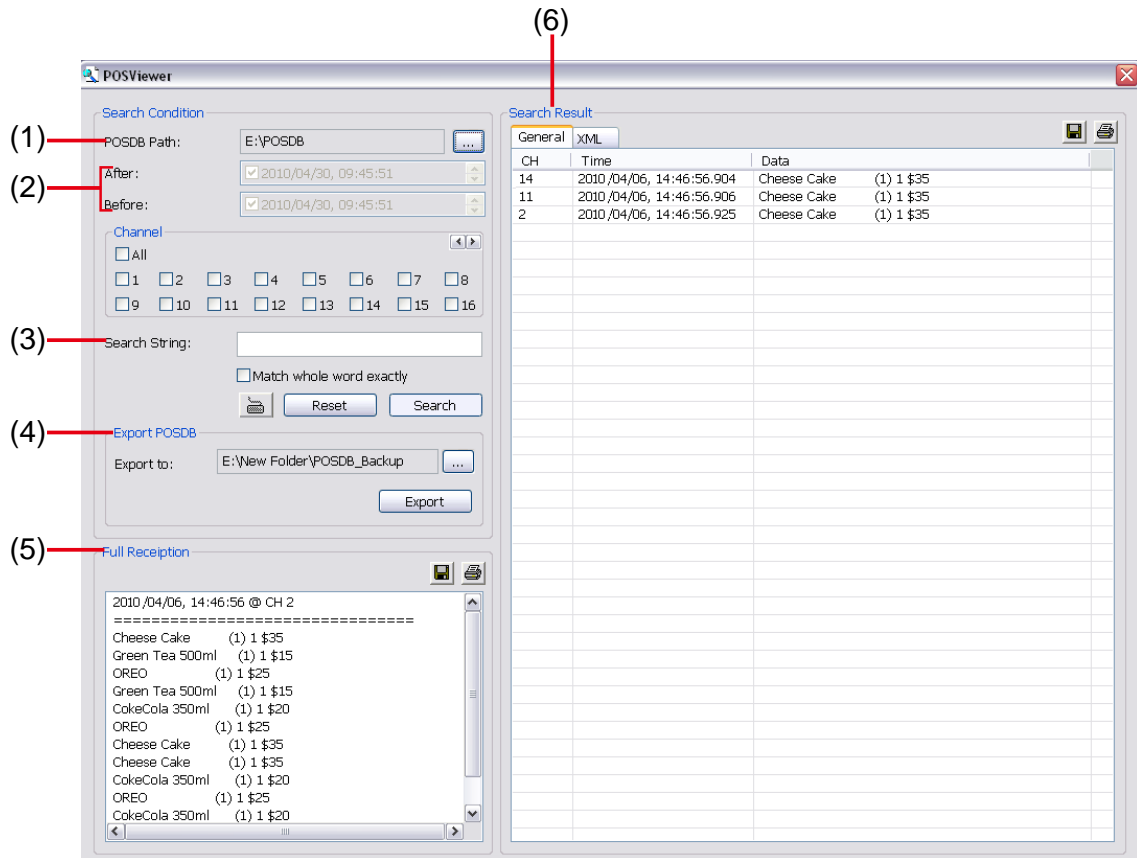 (6)
POSViewer
Search Condition
(1)
POSDB Path:
E:\POSDB
...
(2)
After:
2010/04/30, 09:45:51
Before:
2010/04/30, 09:45:51
Channel
All
1 2 3 4 5 6 7 8
9 10 11 12 13 14 15 16
(3)
Search String:
Match whole word exactly
Reset Search
(4)
Export POSDB
Export to:
E:\New Folder\POSDB_Backup
...
Export
(5)
Full Receiption
2010 /04/06, 14:46:56 @ CH 2
================================
Cheese Cake (1) 1 $35
Green Tea 500ml (1) 1 $15
OREO (1) 1 $25
Green Tea 500ml (1) 1 $15
CokeCola 350ml (1) 1 $20
OREO (1) 1 $25
Cheese Cake (1) 1 $35
Cheese Cake (1) 1 $35
CokeCola 350ml (1) 1 $20
OREO (1) 1 $25
CokeCola 350ml (1) 1 $20
Search Result
General XML
CH Time Data
14 2010 /04/06, 14:46:56.904 Cheese Cake (1) 1 $35
11 2010 /04/06, 14:46:56.906 Cheese Cake (1) 1 $35
2 2010 /04/06, 14:46:56.925 Cheese Cake (1) 1 $35